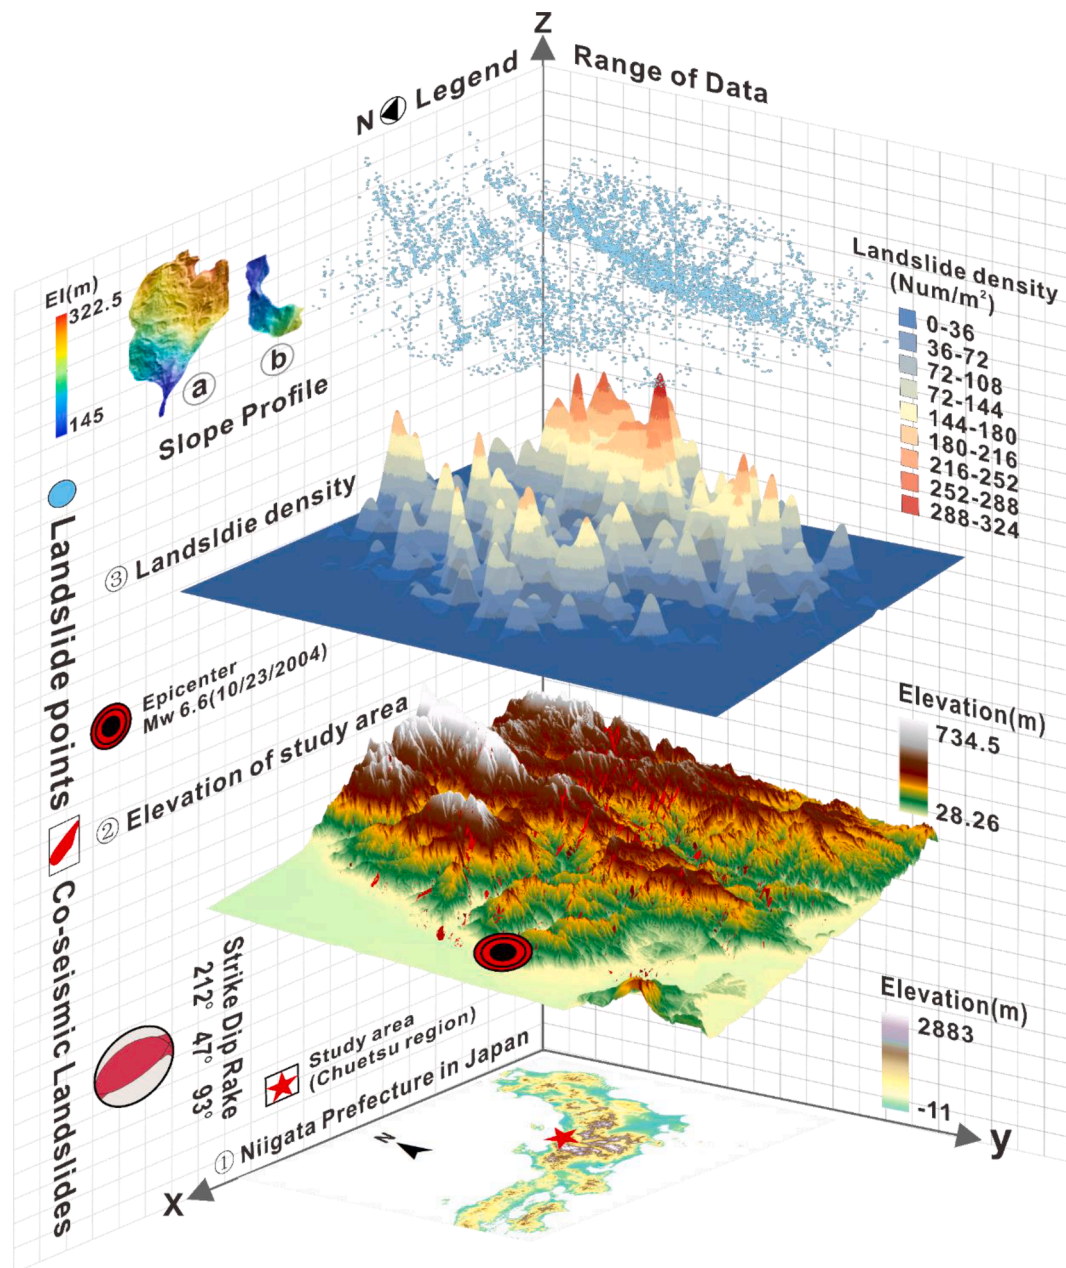 Z
N Legend
Range of Data
El(m)
322.5
145
a
b
Slope Profile
Landslide density
(Num/m²)
0-36
36-72
72-108
72-144
144-180
180-216
216-252
252-288
288-324
Landslide points
③ Landsldie density
Epicenter
Mw 6.6(10/23/2004)
② Elevation of study area
Elevation(m)
734.5
28.26
Co-seismic Landslides
Strike Dip Rake
212° 47° 93°
Study area
(Chuetsu region)
① Niigata Prefecture in Japan
N
Elevation(m)
2883
-11
X
y